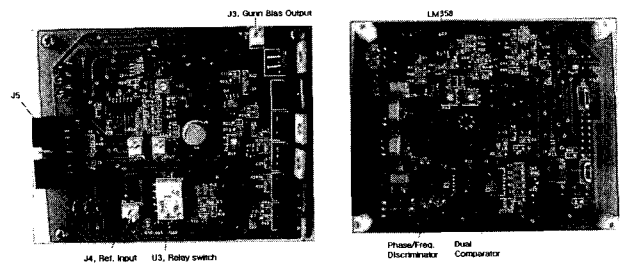 J3, Gunn Bias Output
LM358
J5
J4, Ref. Input
U3, Relay switch
Phase/Freq.
Discriminator
Dual
Comparator